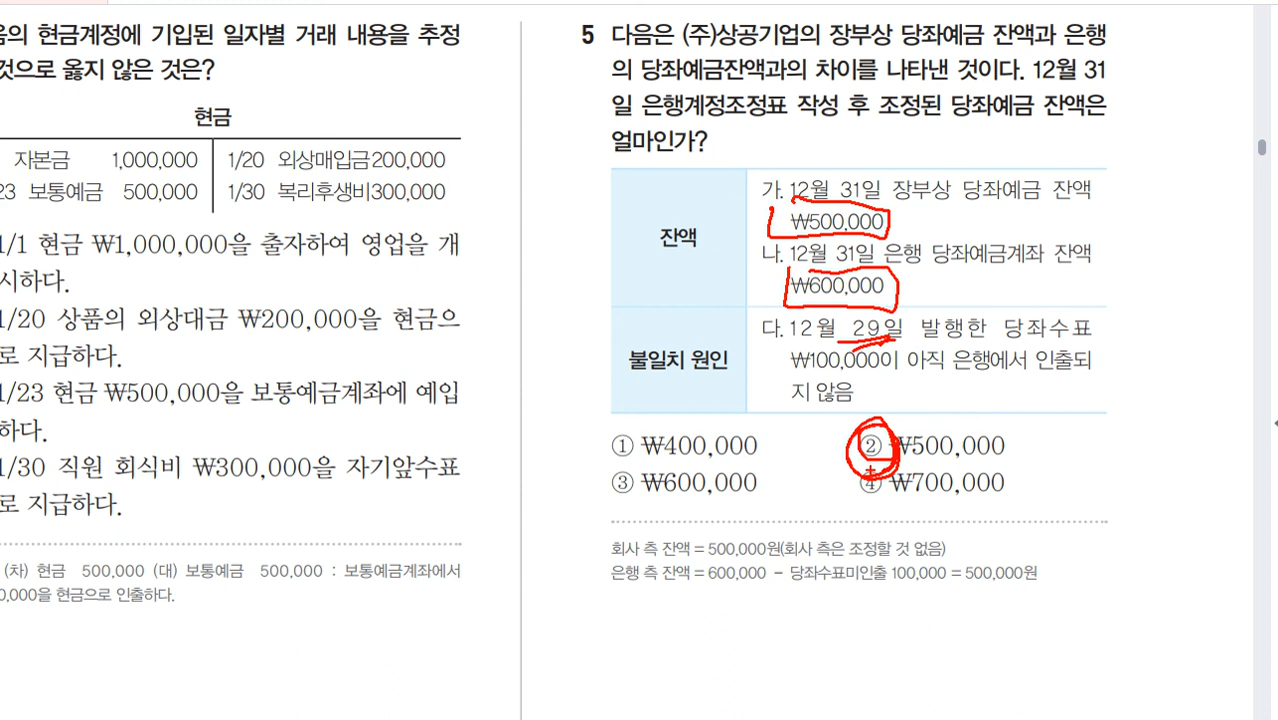 음의 현금계정에 기입된 일자별 거래 내용을 추정
것으로 옳지 않은 것은?
현금
자본금 1,000,000 1/20 외상매입금 200,000
23 보통예금 500,000 1/30 복리후생비 300,000
1/1 현금 ₩1,000,000을 출자하여 영업을 개
시하다.
1/20 상품의 외상대금 ₩200,000을 현금으
로 지급하다.
1/23 현금 ₩500,000을 보통예금계좌에 예입
하다.
1/30 직원 회식비 ₩300,000을 자기앞수표
로 지급하다.
(차) 현금 500,000 (대) 보통예금 500,000 : 보통예금계좌에서
0,000을 현금으로 인출하다.
5 다음은 (주)상공기업의 장부상 당좌예금 잔액과 은행
의 당좌예금잔액과의 차이를 나타낸 것이다. 12월 31
일 은행계정조정표 작성 후 조정된 당좌예금 잔액은
얼마인가?
잔액
가. 12월 31일 장부상 당좌예금 잔액
₩500,000
나. 12월 31일 은행 당좌예금계좌 잔액
₩600,000
불일치 원인
다. 12월 29일 발행한 당좌수표
₩100,000이 아직 은행에서 인출되
지 않음
① ₩400,000 ② ₩500,000
③ ₩600,000 ④ ₩700,000
회사 측 잔액 = 500,000원(회사 측은 조정할 것 없음)
은행 측 잔액 = 600,000 - 당좌수표미인출 100,000 = 500,000원